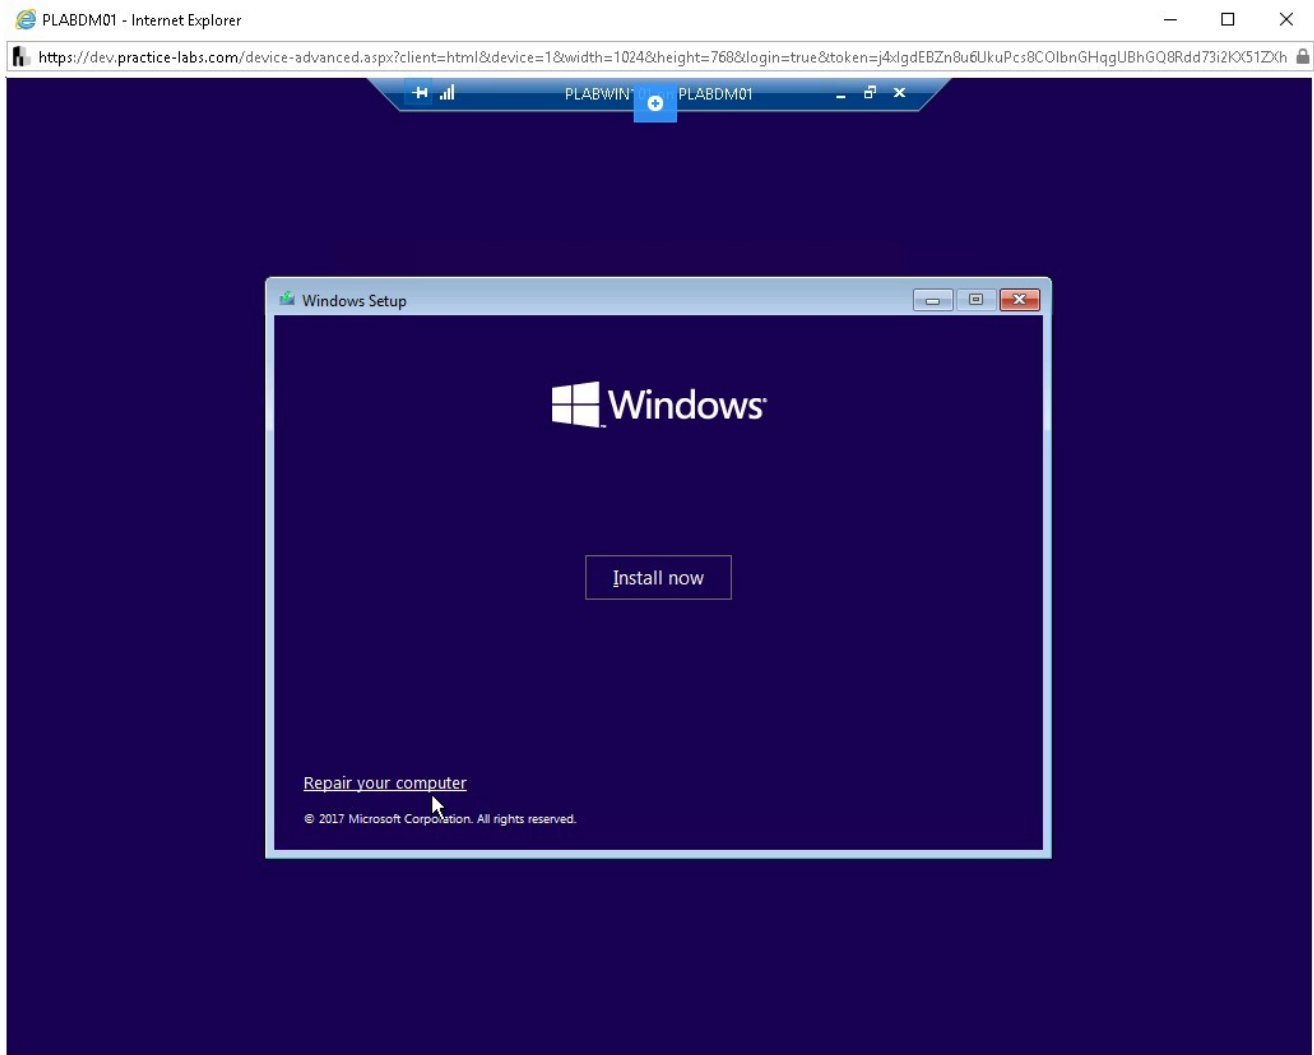 PLABDM01 - Internet Explorer
https://dev.practice-labs.com/device-advanced.aspx?client=html&device=1&width=1024&height=768&login=true&token=j4xlgdEBZn8u6UkuPcs8COlbnGHqgUBhGQ8Rdd73i2KX51ZXh
PLABWIN PLABDM01
Windows Setup
Windows
Install now
Repair your computer
© 2017 Microsoft Corporation. All rights reserved.